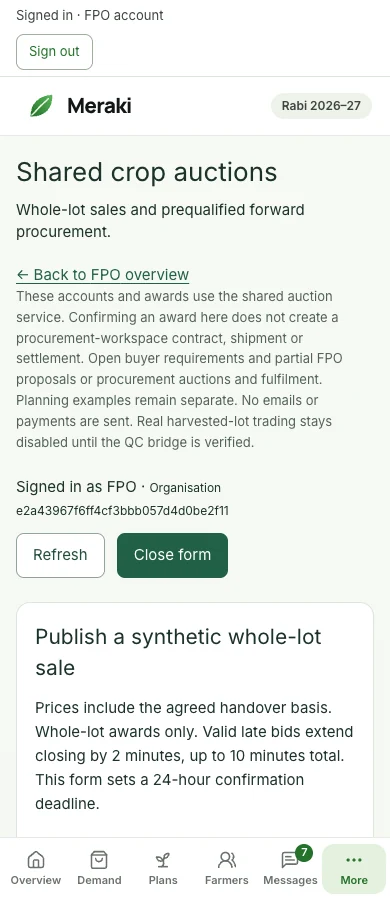 Signed in · FPO account
Sign out
Meraki
Rabi 2026–27
Shared crop auctions
Whole-lot sales and prequalified forward
procurement.
← Back to FPO overview
These accounts and awards use the shared auction
service. Confirming an award here does not create a
procurement-workspace contract, shipment or
settlement. Open buyer requirements and partial FPO
proposals or procurement auctions and fulfilment.
Planning examples remain separate. No emails or
payments are sent. Real harvested-lot trading stays
disabled until the QC bridge is verified.
Signed in as FPO · Organisation
e2a43967f6ff4cf3bbb057d4d0be2f11
Refresh
Close form
Publish a synthetic whole-lot
sale
Prices include the agreed handover basis.
Whole-lot awards only. Valid late bids extend
closing by 2 minutes, up to 10 minutes total.
This form sets a 24-hour confirmation
deadline.
7
Overview
Demand
Plans
Farmers
Messages
More